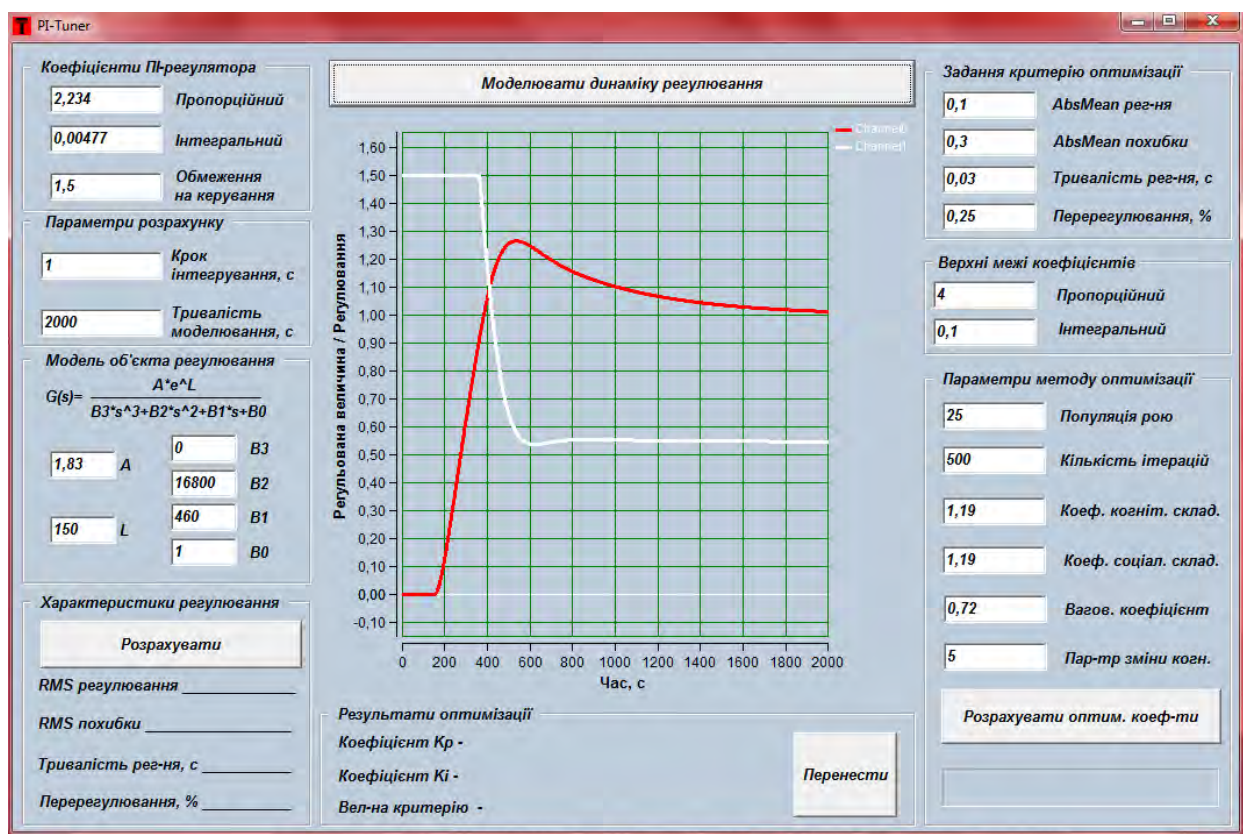 PI-Tuner
Коефіцієнти ПІ-регулятора
2,234
Пропорційний
0,00477
Інтегральний
1,5
Обмеження
на керування
Параметри розрахунку
1
Крок
інтегрування, с
2000
Тривалість
моделювання, с
Модель об'єкта регулювання
G(s)=
A*e^L
B3*s^3+B2*s^2+B1*s+B0
1,83
A
150
L
0
B3
16800
B2
460
B1
1
B0
Характеристики регулювання
Розрахувати
RMS регулювання
RMS похибки
Тривалість рег-ня, с
Перерегулювання, %
Моделювати динаміку регулювання
Channel0
Channel1
Регульована величина / Регулювання
1,60
1,50
1,40
1,30
1,20
1,10
1,00
0,90
0,80
0,70
0,60
0,50
0,40
0,30
0,20
0,10
0,00
-0,10
0 200 400 600 800 1000 1200 1400 1600 1800 2000
Час, с
Результати оптимізації
Коефіцієнт Kp -
Коефіцієнт Ki -
Вел-на критерію -
Перенести
Задання критерію оптимізації
0,1
AbsMean рег-ня
0,3
AbsMean похибки
0,03
Тривалість рег-ня, с
0,25
Перерегулювання, %
Верхні межі коефіцієнтів
4
Пропорційний
0,1
Інтегральний
Параметри методу оптимізації
25
Популяція рою
500
Кількість ітерацій
1,19
Коеф. когніт. склад.
1,19
Коеф. соціал. склад.
0,72
Вагов. коефіцієнт
5
Пар-тр зміни когн.
Розрахувати оптим. коеф-ти